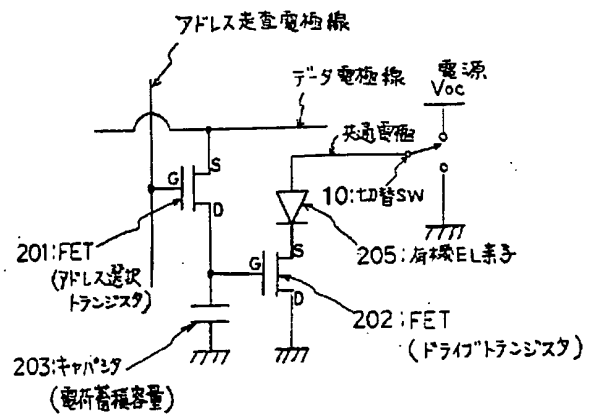 アドレス走査電極線
データ電極線
電源
Voc
共通電極
10:切替SW
G
S
D
201:FET
(アドレス選択
トランジスタ)
205:有機EL素子
G
S
D
202:FET
(ドライブトランジスタ)
203:キャパシタ
(電荷蓄積容量)